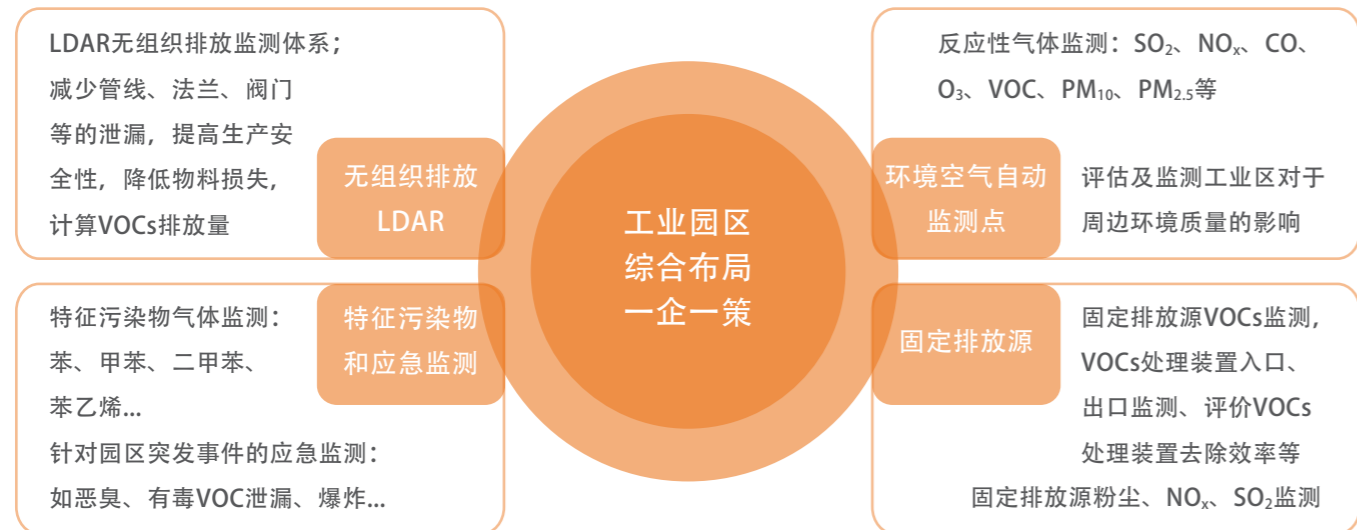 LDAR无组织排放监测体系；
减少管线、法兰、阀门
等的泄漏，提高生产安
全性，降低物料损失，
计算VOCs排放量
无组织排放
LDAR
反应性气体监测：SO₂、NOₓ、CO、
O₃、VOC、PM₁₀、PM₂.₅等
环境空气自动
监测点
评估及监测工业区对于
周边环境质量的影响
工业园区
综合布局
一企一策
特征污染物气体监测：
苯、甲苯、二甲苯、
苯乙烯...
针对园区突发事件的应急监测：
如恶臭、有毒VOC泄漏、爆炸...
特征污染物
和应急监测
固定排放源
固定排放源VOCs监测，
VOCs处理装置入口、
出口监测、评价VOCs
处理装置去除效率等
固定排放源粉尘、NOₓ、SO₂监测